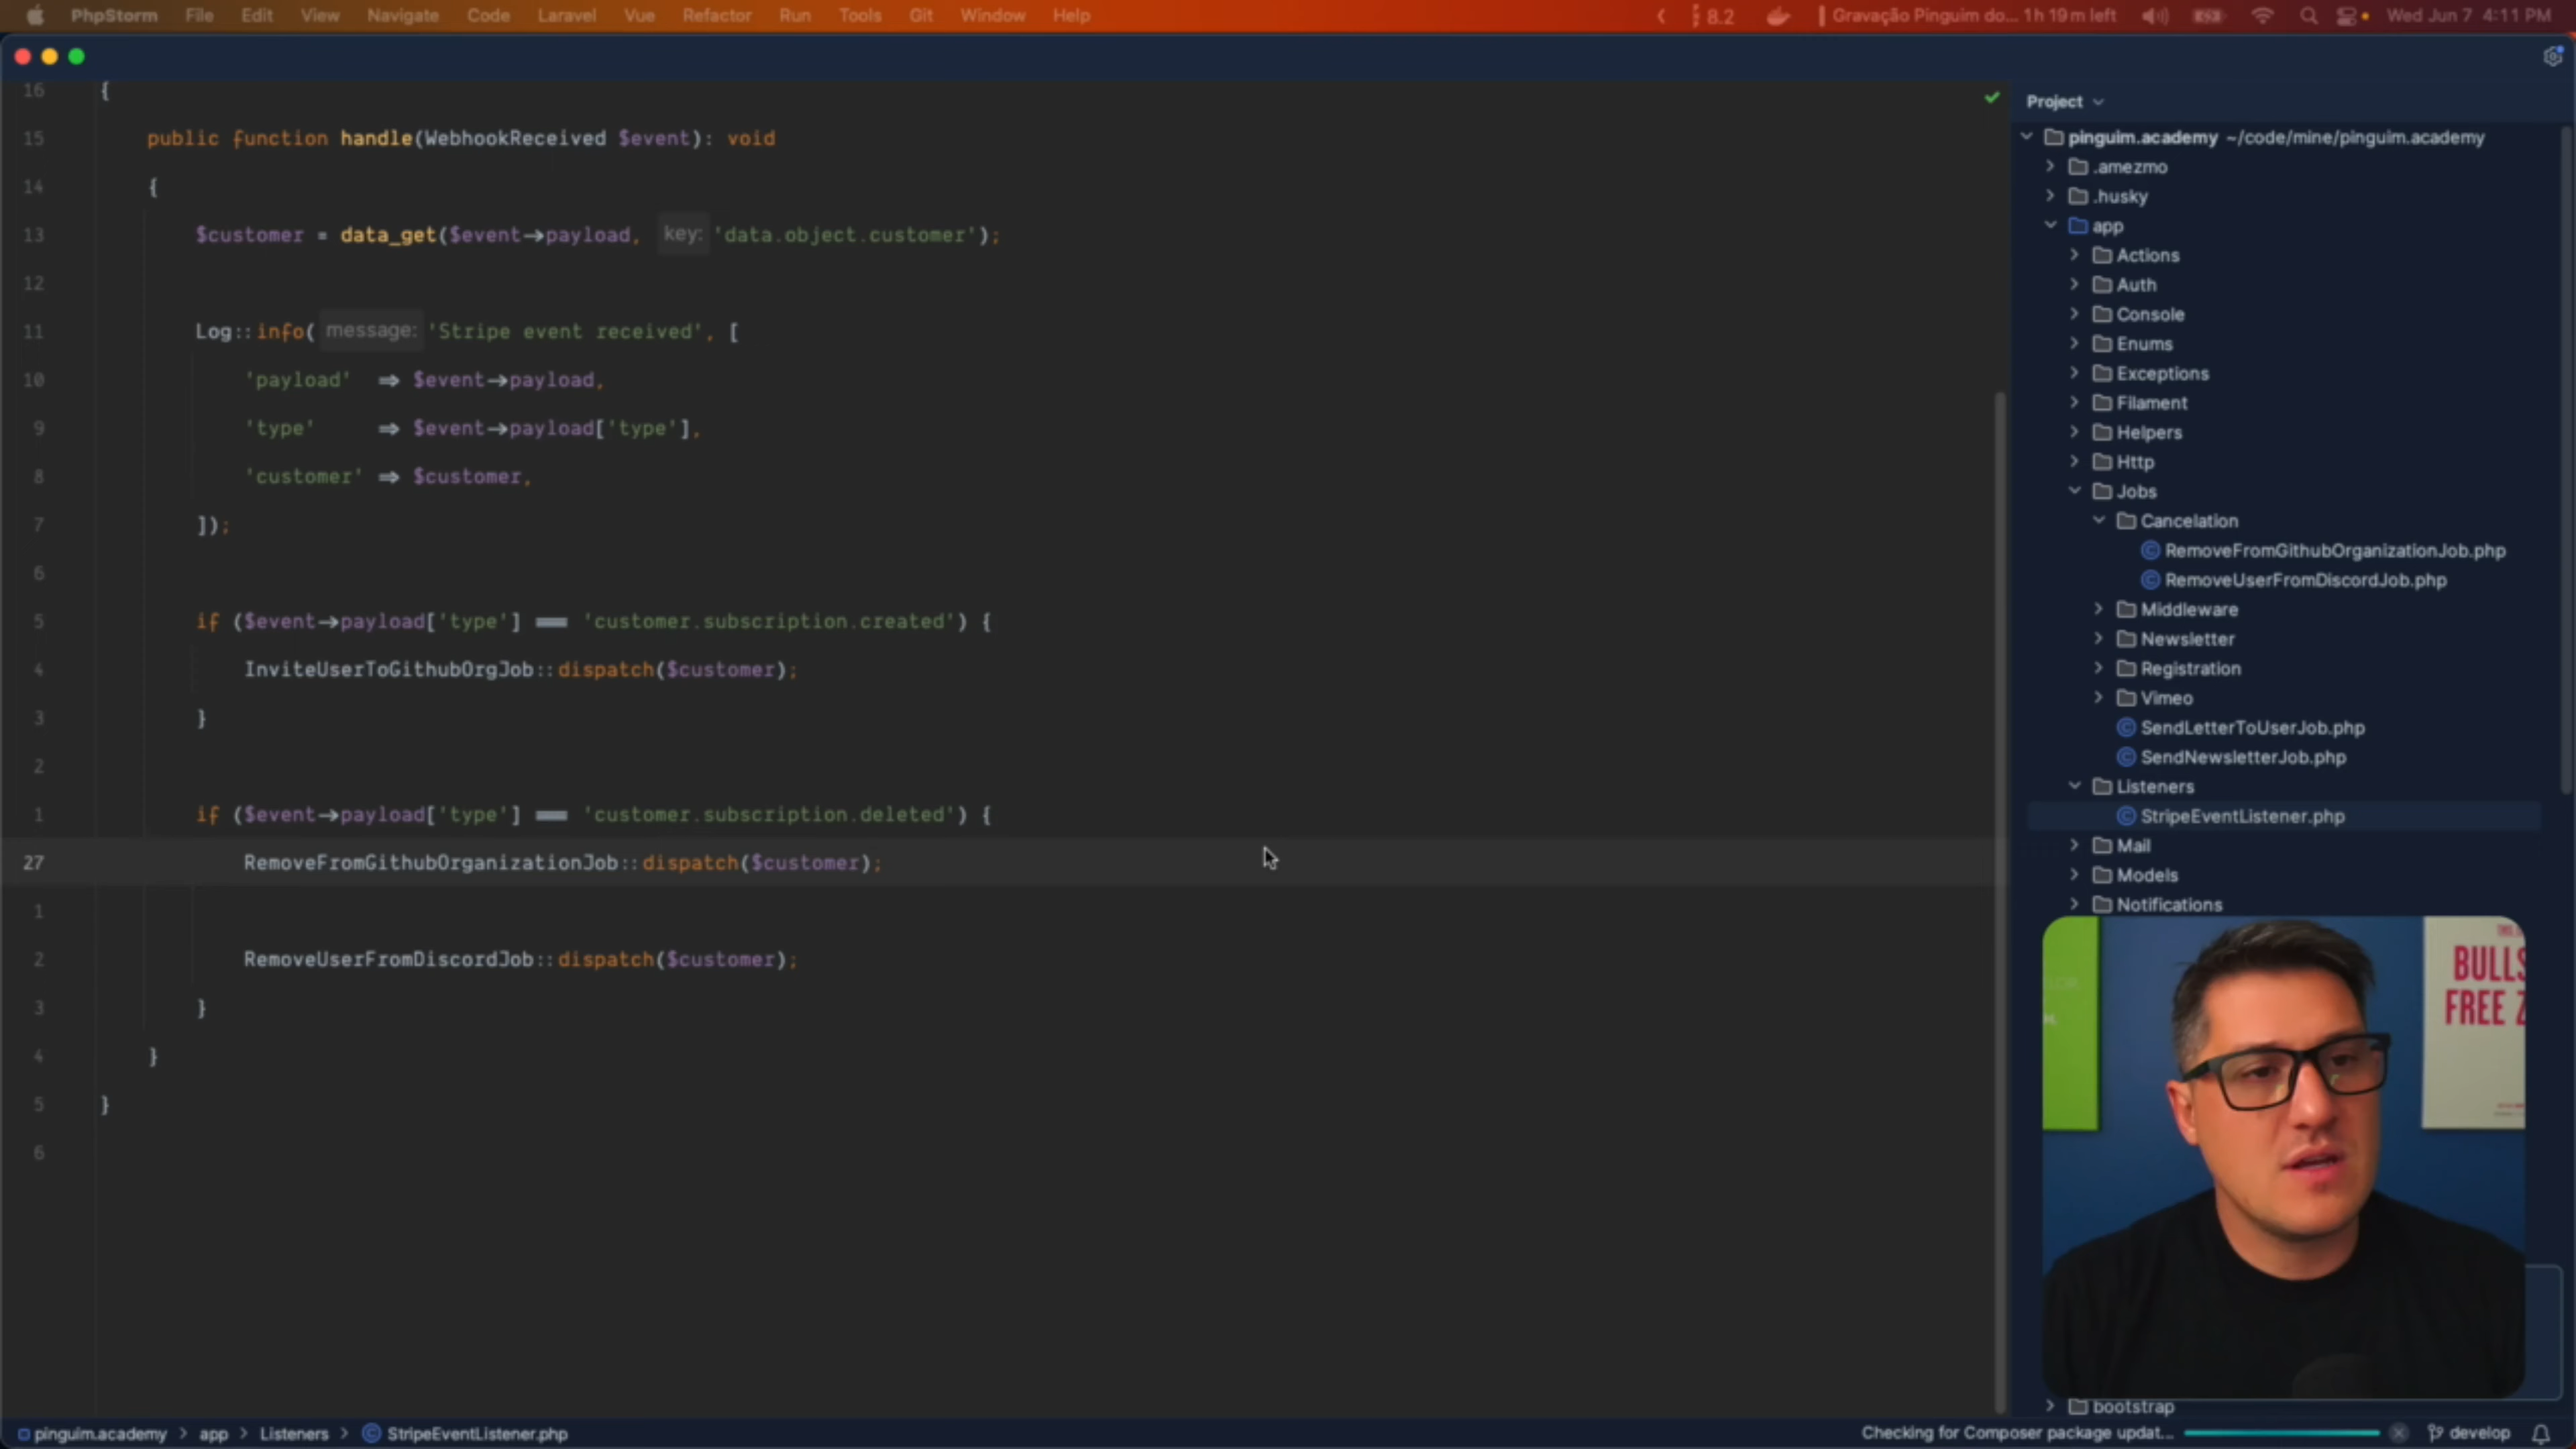 PhpStorm File Edit View Navigate Code Laravel Vue Refactor Run Tools Git Window Help 8.2 Gravação Pinguim do... 1h 19m left Wed Jun 7 4:11 PM
16 {
15 public function handle(WebhookReceived $event): void
14 {
13 $customer = data_get($event→payload, key: 'data.object.customer');
12
11 Log::info( message: 'Stripe event received', [
10 'payload' ⇒ $event→payload,
9 'type' ⇒ $event→payload['type'],
8 'customer' ⇒ $customer,
7 ]);
6
5 if ($event→payload['type'] === 'customer.subscription.created') {
4 InviteUserToGithubOrgJob::dispatch($customer);
3 }
2
1 if ($event→payload['type'] === 'customer.subscription.deleted') {
27 RemoveFromGithubOrganizationJob::dispatch($customer);
1
2 RemoveUserFromDiscordJob::dispatch($customer);
3 }
4 }
5 }
6
Project
pinguim.academy ~/code/mine/pinguim.academy
.amezmo
.husky
app
Actions
Auth
Console
Enums
Exceptions
Filament
Helpers
Http
Jobs
Cancelation
RemoveFromGithubOrganizationJob.php
RemoveUserFromDiscordJob.php
Middleware
Newsletter
Registration
Vimeo
SendLetterToUserJob.php
SendNewsletterJob.php
Listeners
StripeEventListener.php
Mail
Models
Notifications
BULLS
FREE Z
bootstrap
pinguim.academy > app > Listeners > StripeEventListener.php
Checking for Composer package updat... develop